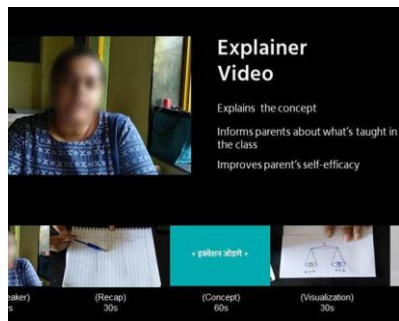 Explainer
Video
Explains the concept
Informs parents about what's taught in
the class
Improves parent's self-efficacy
+ इक्वेशन जोडणे +
eaker) (Recap) (Concept) (Visualization)
s 30s 60s 30s